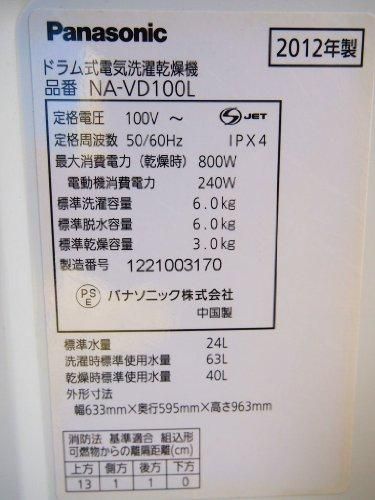 Panasonic
2012年製
ドラム式電気洗濯乾燥機
品番 NA-VD100L
定格電圧 100V ～ S JET
定格周波数 50/60Hz IPX4
最大消費電力（乾燥時） 800W
電動機消費電力 240W
標準洗濯容量 6.0kg
標準脱水容量 6.0kg
標準乾燥容量 3.0kg
製造番号 1221003170
PS E パナソニック株式会社
中国製
標準水量 24L
洗濯時標準使用水量 63L
乾燥時標準使用水量 40L
外形寸法
幅633mm×奥行595mm×高さ963mm
消防法 基準適合 組込形
可燃物からの離隔距離(cm)
上方 側方 後方 下方
13 1 1 0